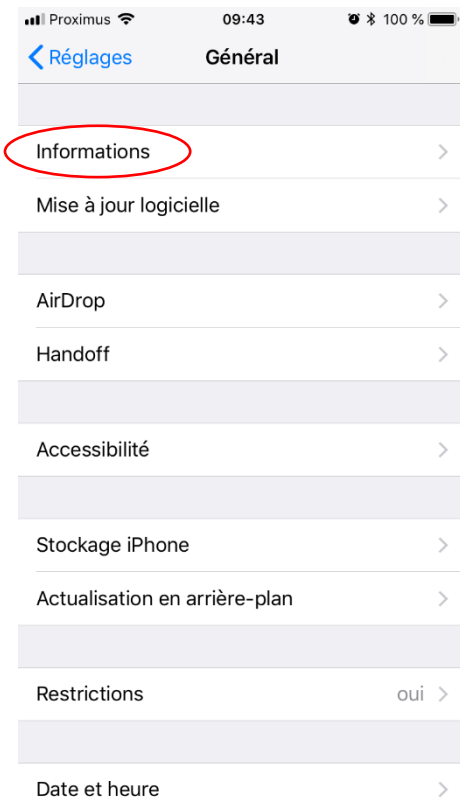 Proximus 09:43 100 %
Réglages Général
Informations
Mise à jour logicielle
AirDrop
Handoff
Accessibilité
Stockage iPhone
Actualisation en arrière-plan
Restrictions oui
Date et heure